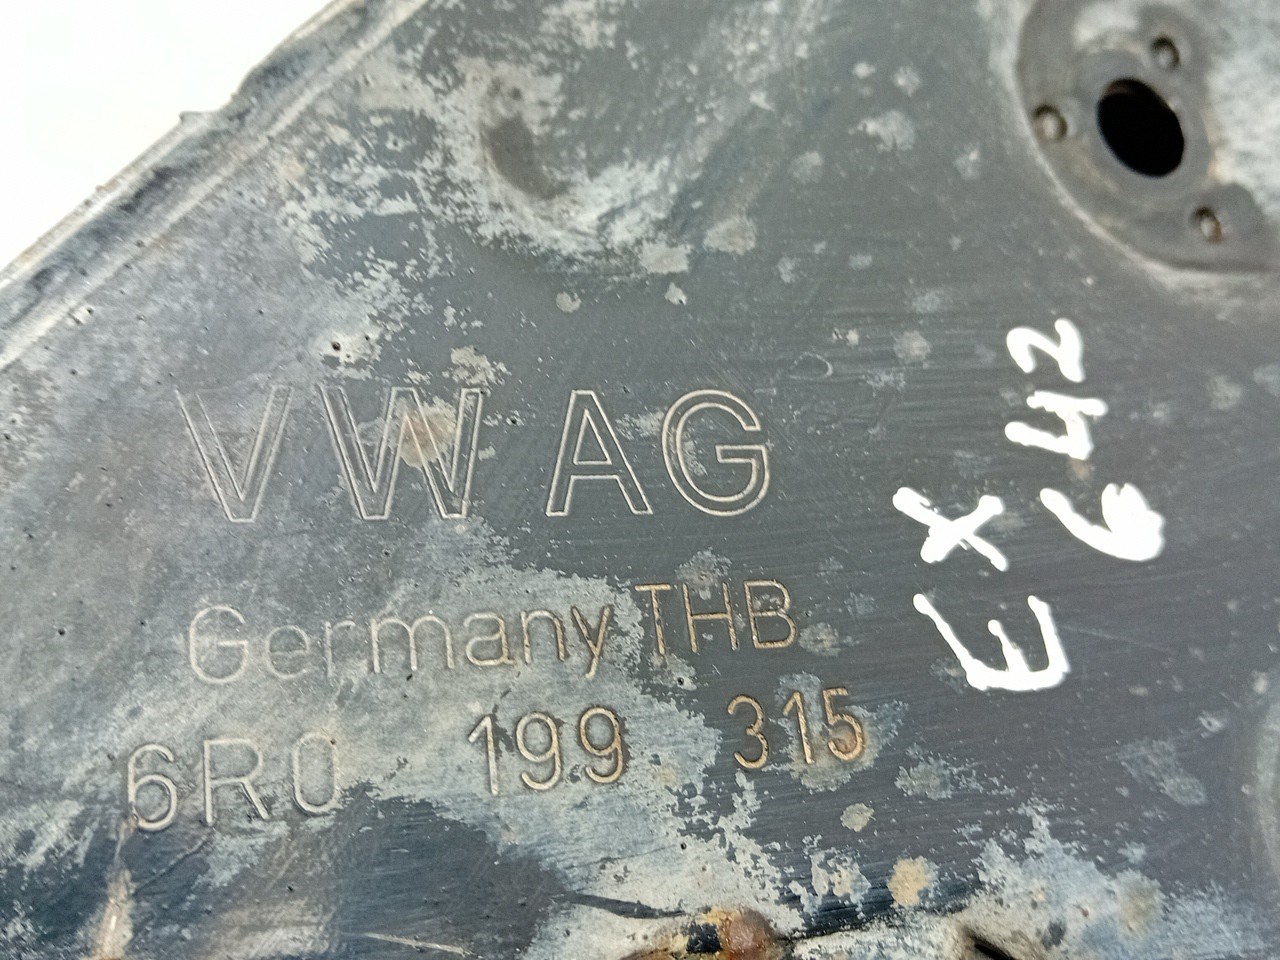 VW AG
Germany THB
6R0 199 315
EX
642